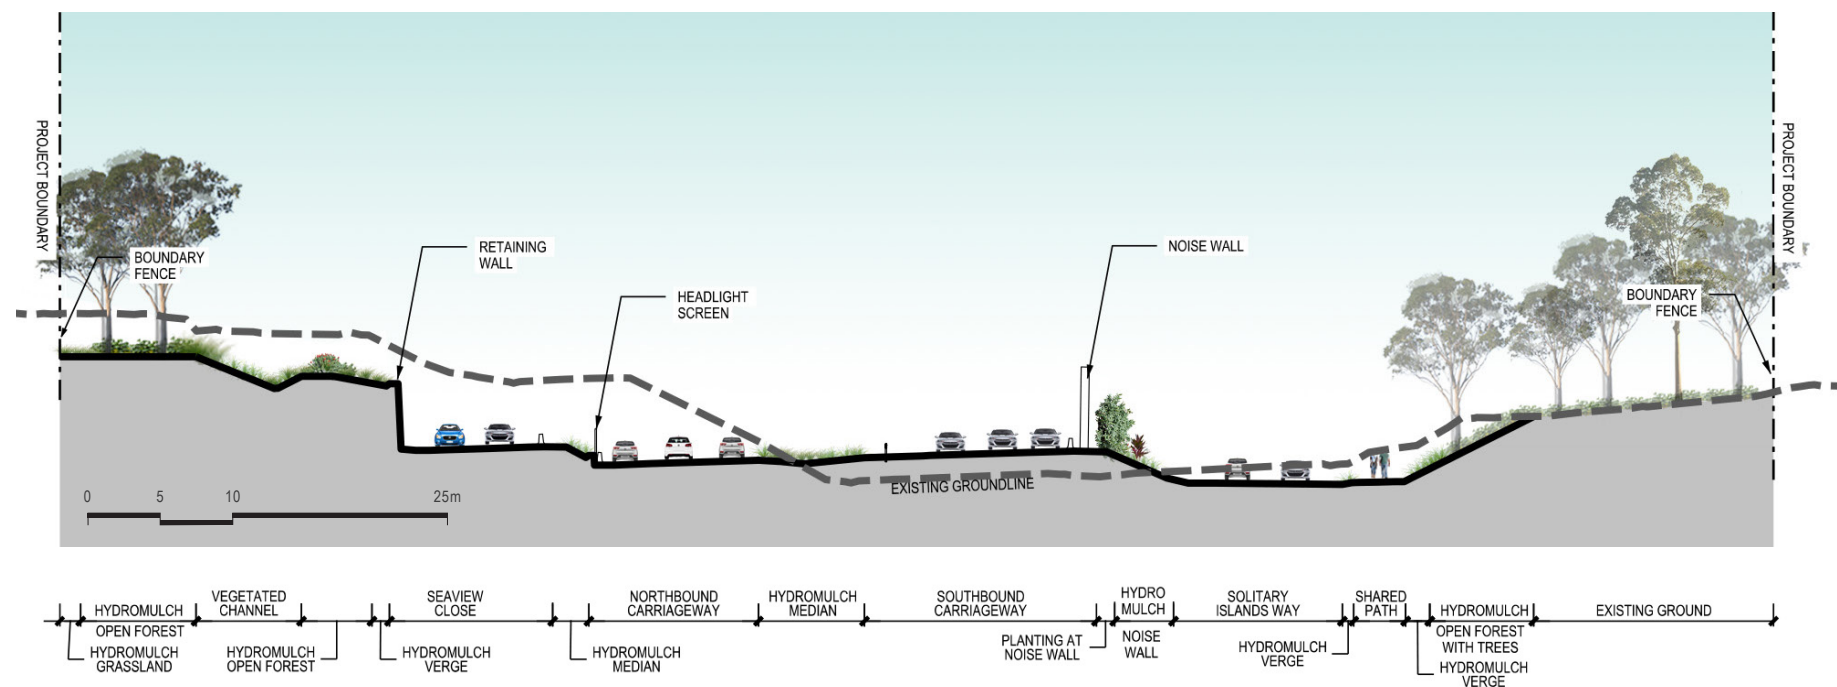 PROJECT BOUNDARY
BOUNDARY
FENCE
RETAINING
WALL
HEADLIGHT
SCREEN
NOISE WALL
BOUNDARY
FENCE
PROJECT BOUNDARY
EXISTING GROUNDLINE
0 5 10 25m
HYDROMULCH
OPEN FOREST
HYDROMULCH
GRASSLAND
VEGETATED
CHANNEL
HYDROMULCH
OPEN FOREST
SEAVIEW
CLOSE
HYDROMULCH
VERGE
HYDROMULCH
MEDIAN
NORTHBOUND
CARRIAGEWAY
HYDROMULCH
MEDIAN
SOUTHBOUND
CARRIAGEWAY
PLANTING AT
NOISE WALL
HYDRO
MULCH
NOISE
WALL
SOLITARY
ISLANDS WAY
HYDROMULCH
VERGE
SHARED
PATH
HYDROMULCH
OPEN FOREST
WITH TREES
HYDROMULCH
VERGE
EXISTING GROUND